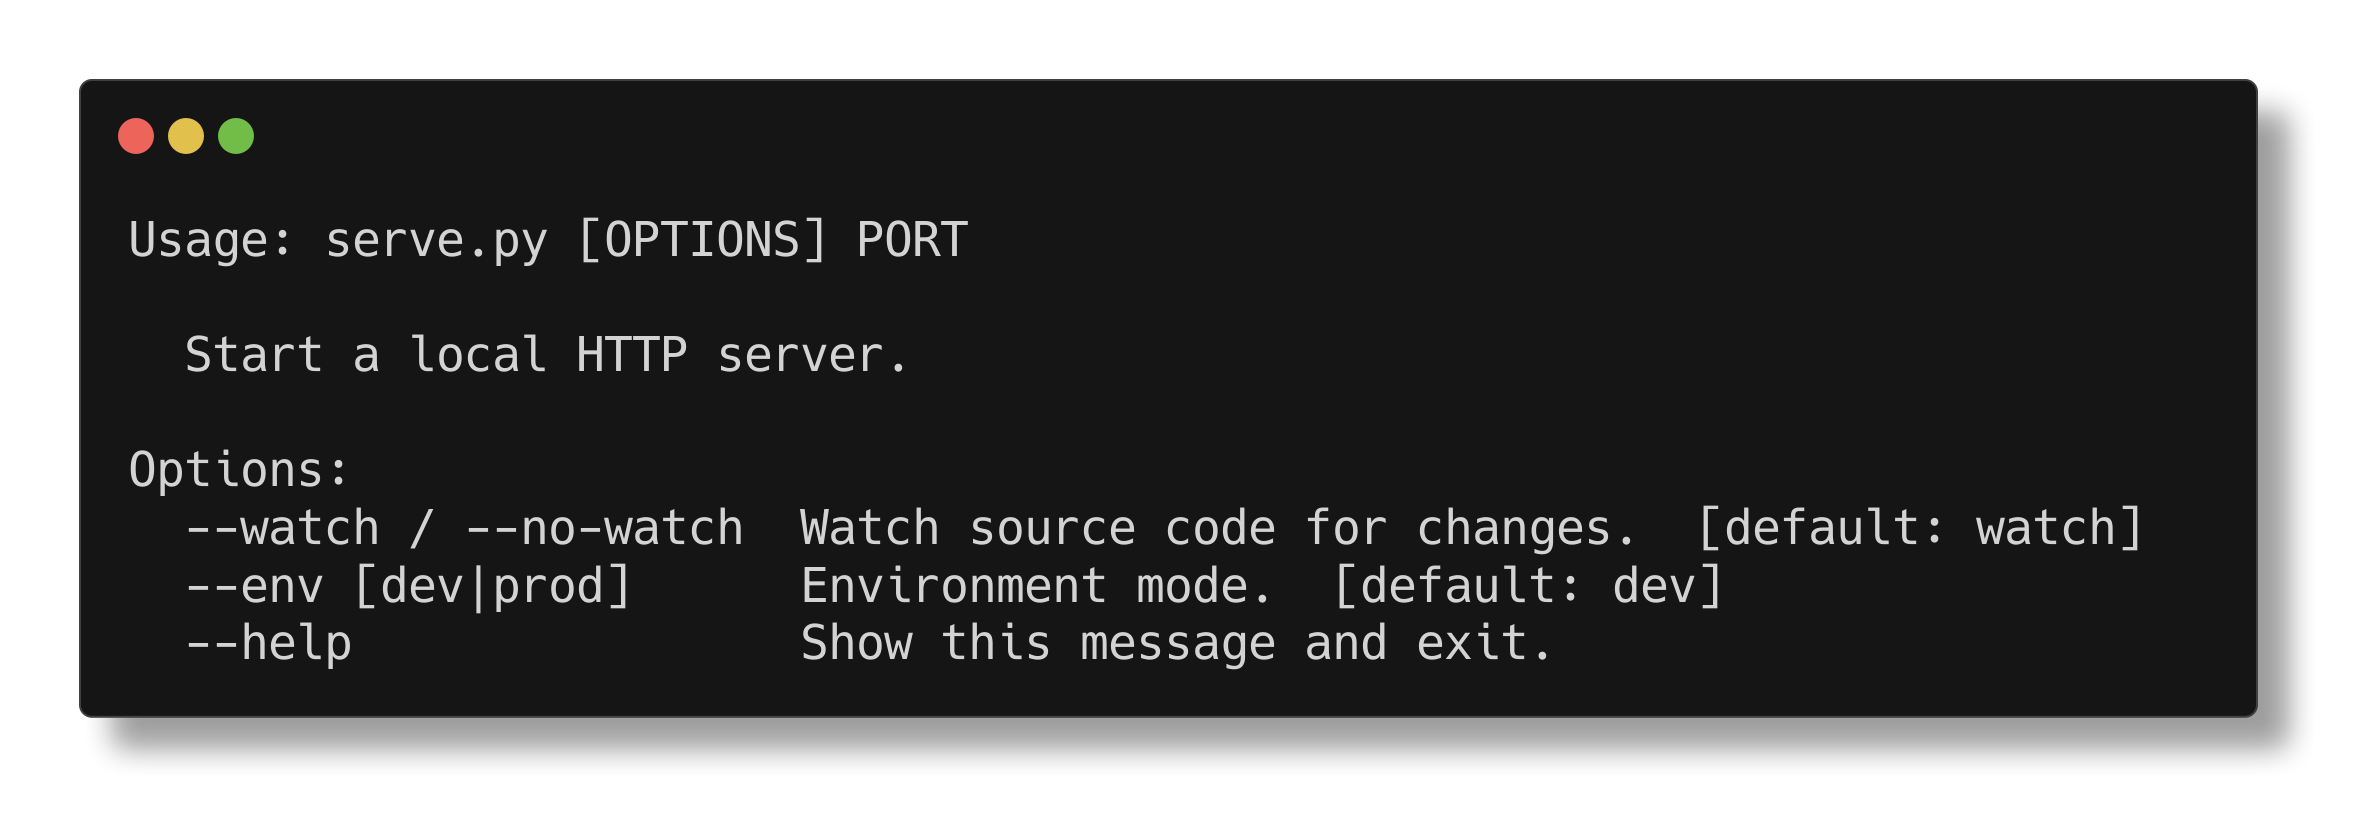 Usage: serve.py [OPTIONS] PORT

  Start a local HTTP server.

Options:
  --watch / --no-watch  Watch source code for changes.  [default: watch]
  --env [dev|prod]      Environment mode.  [default: dev]
  --help                Show this message and exit.